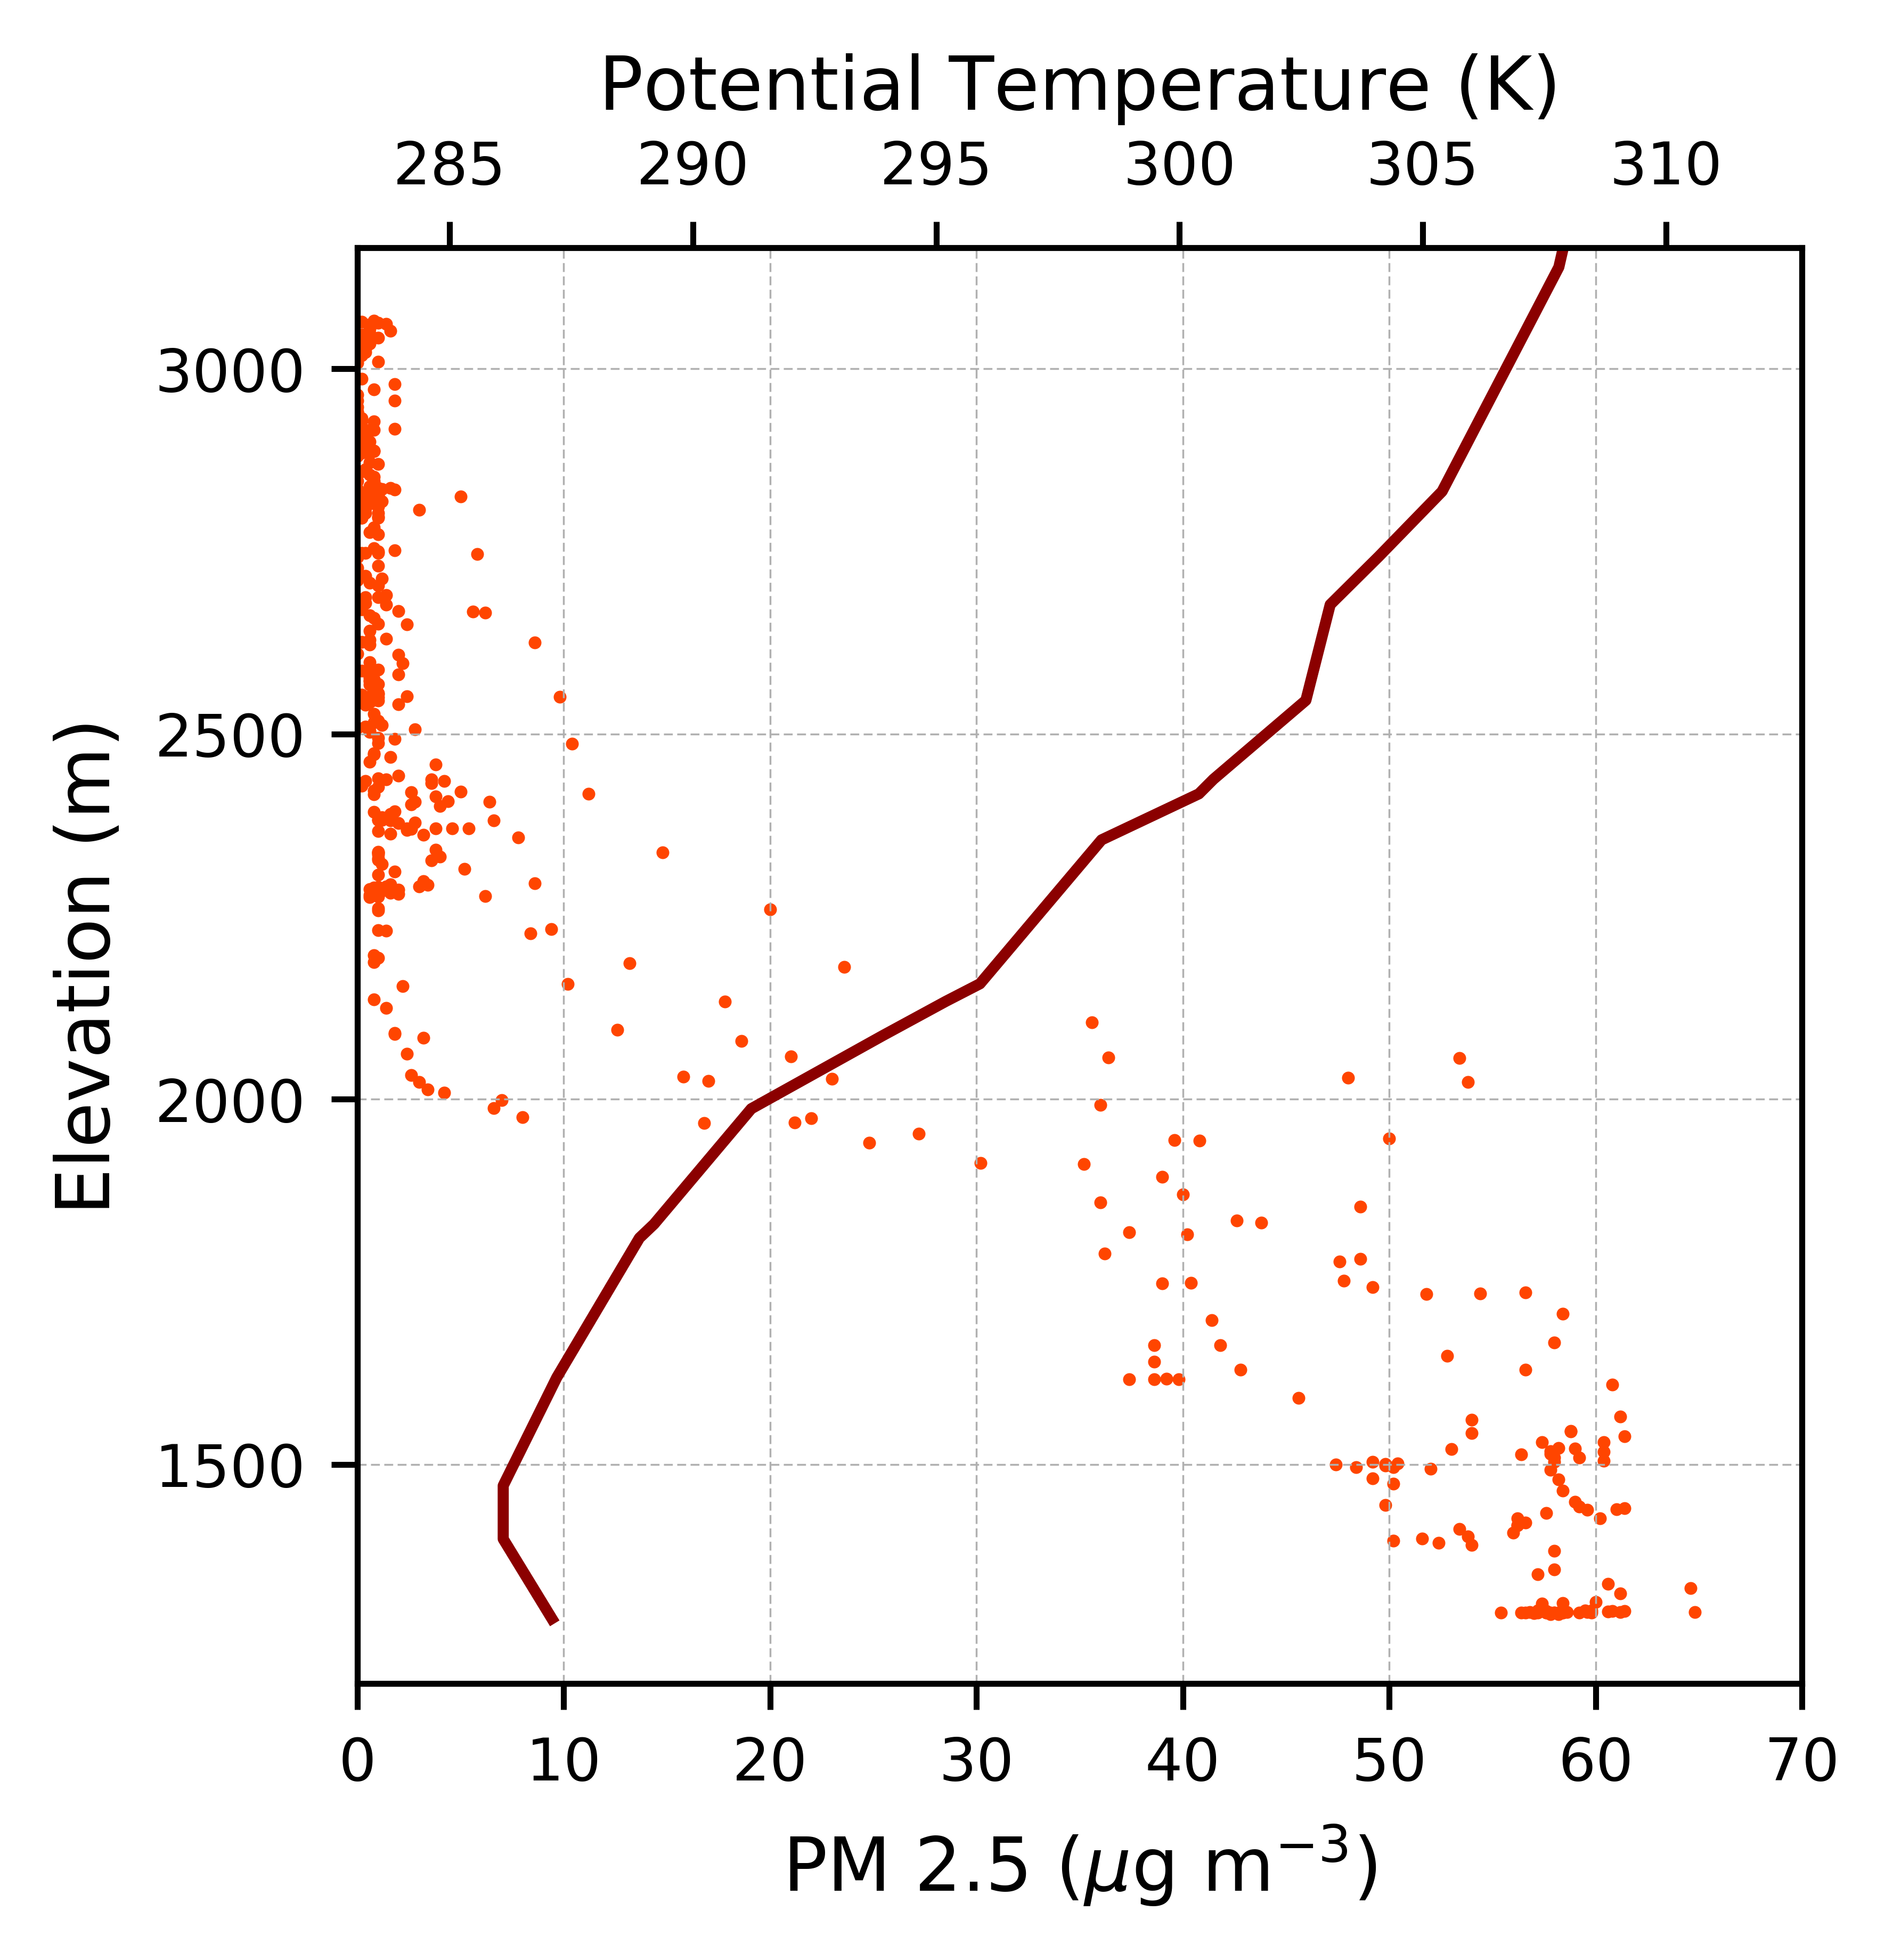 Potential Temperature (K)
285 290 295 300 305 310
3000
2500
2000
1500
Elevation (m)
0 10 20 30 40 50 60 70
PM 2.5 (μg m⁻³)